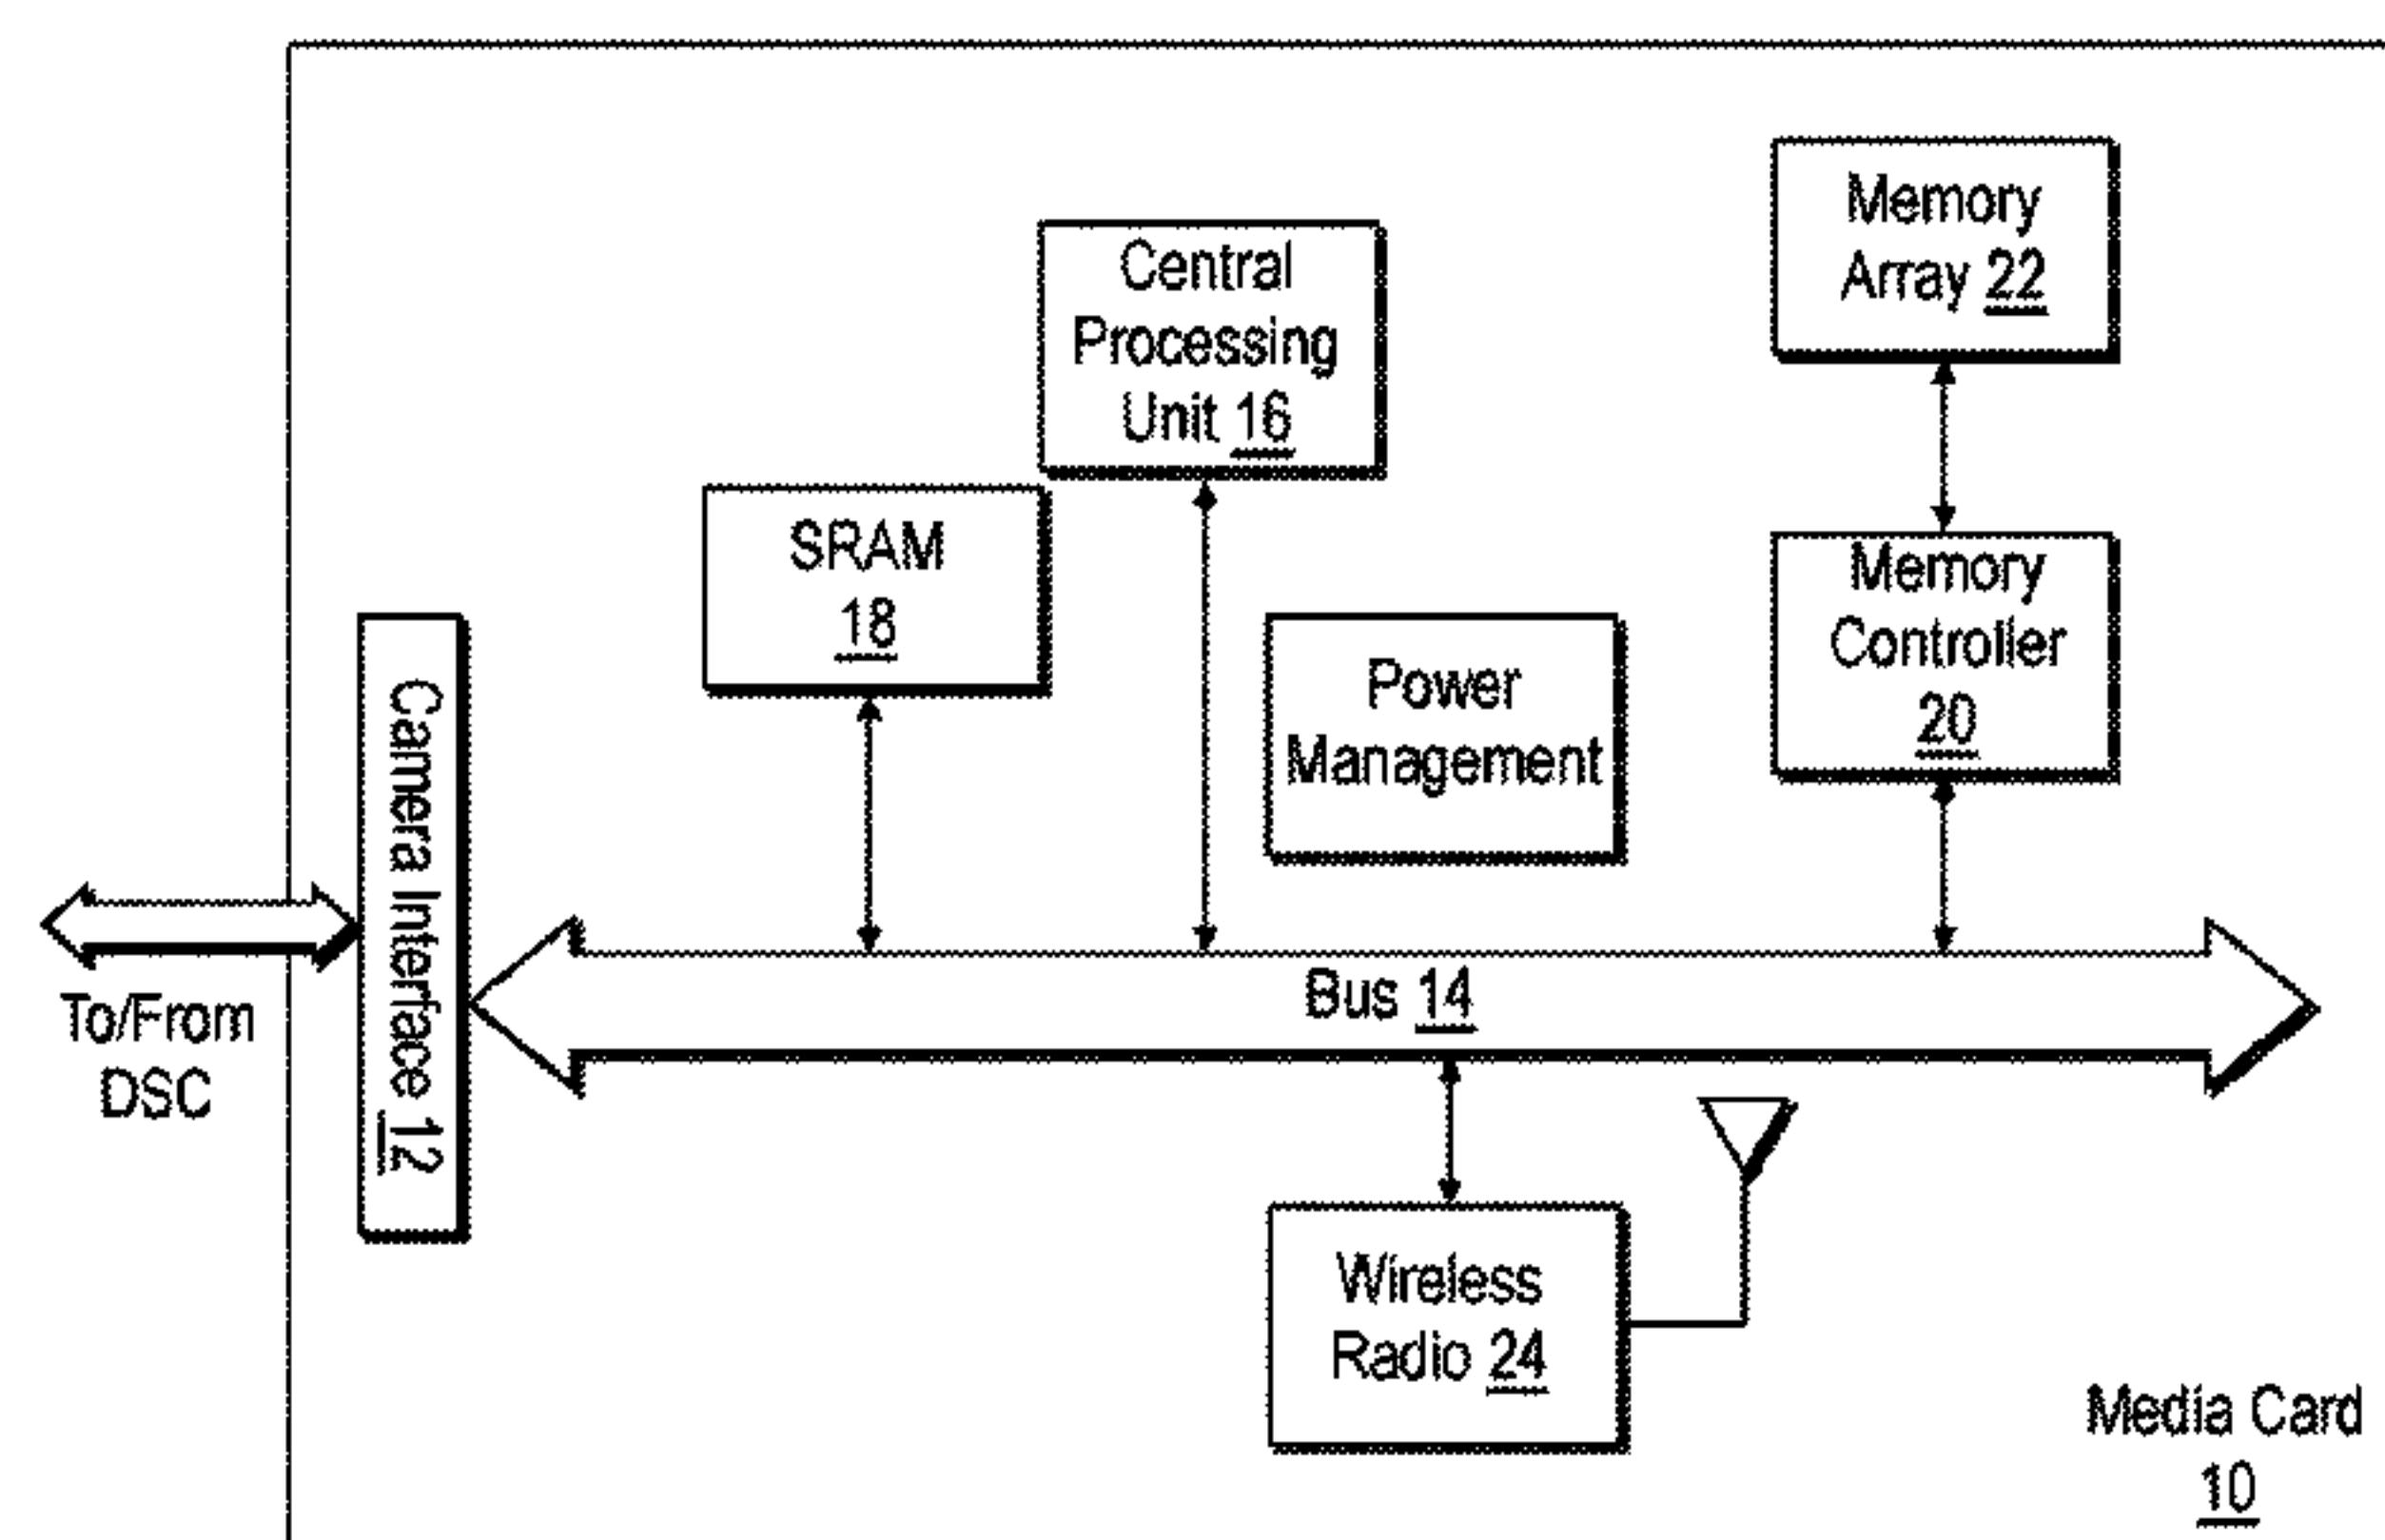 Memory
Array 22
Central
Processing
Unit 16
SRAM
18
Memory
Controller
20
Power
Management
Camera Interface 12
To/From
DSC
Bus 14
Wireless
Radio 24
Media Card
10